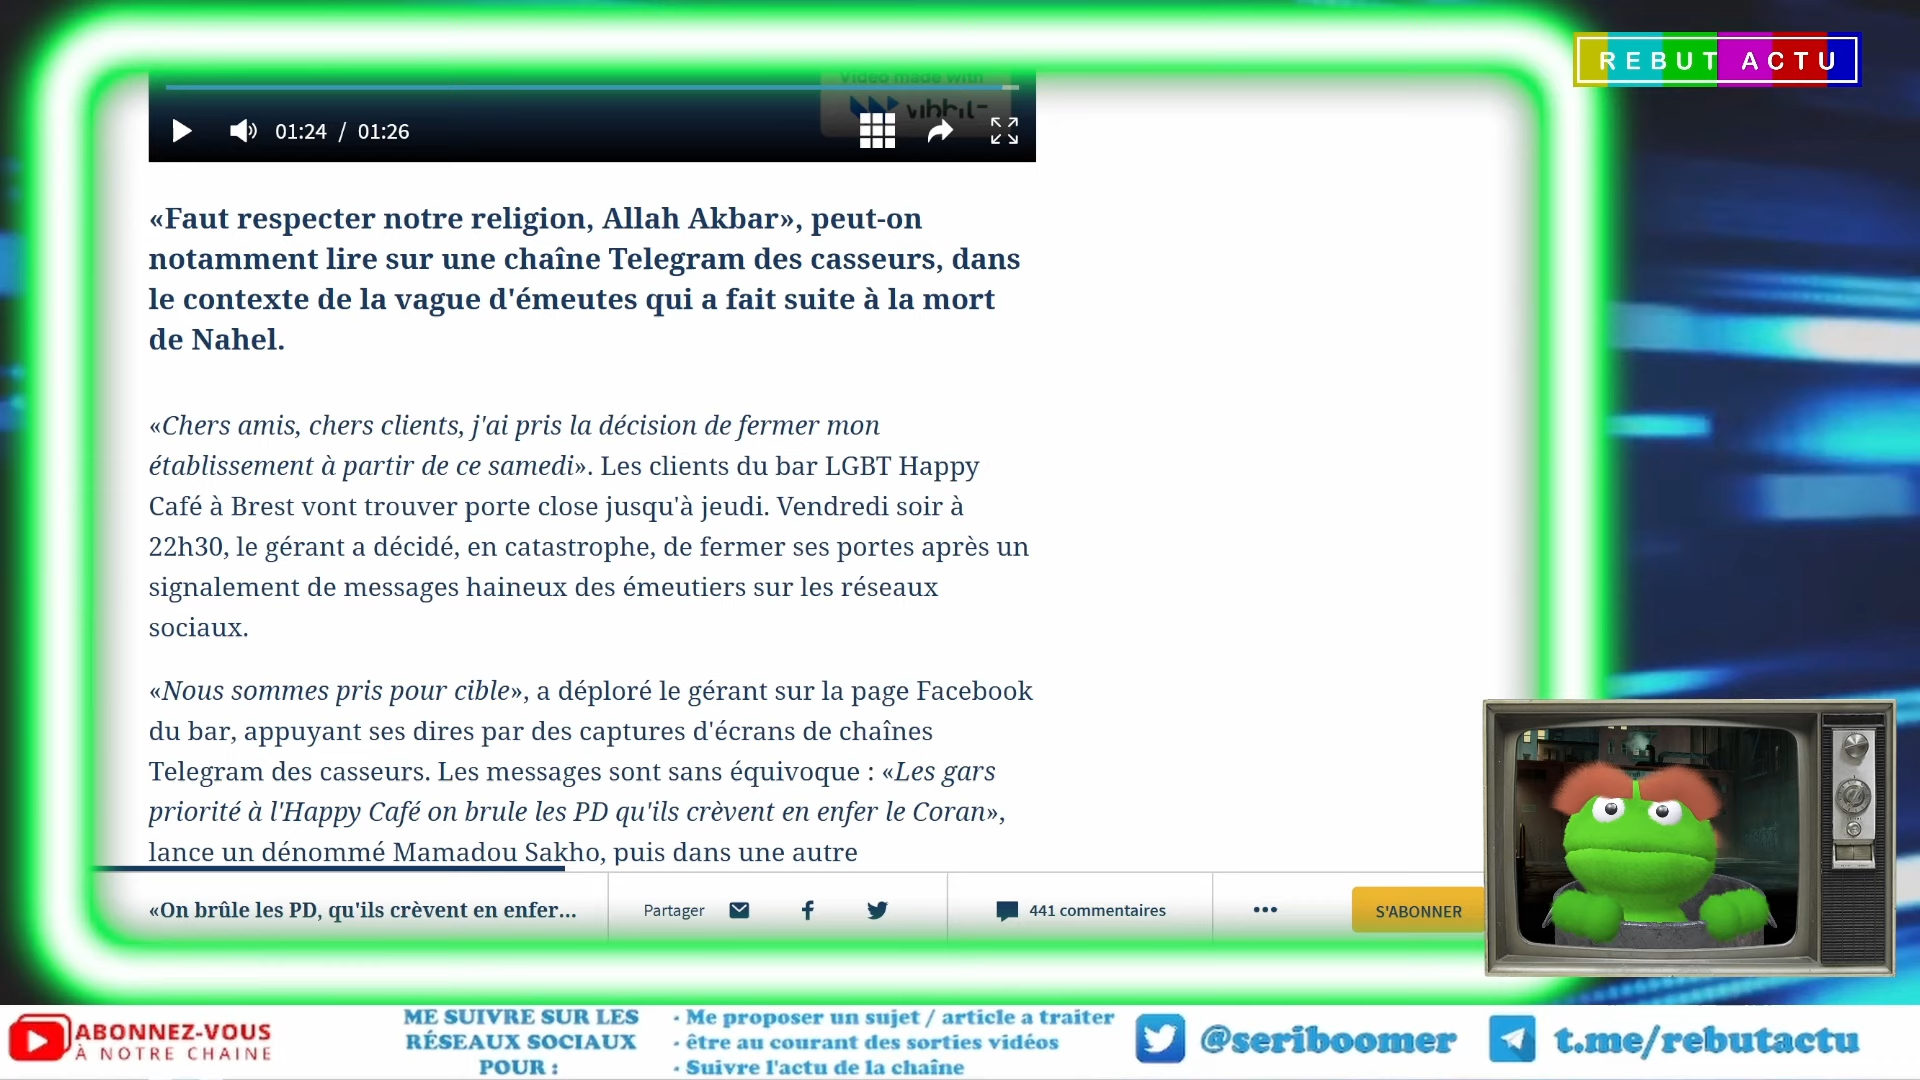 REBUT ACTU
Video made with
01:24 / 01:26
«Faut respecter notre religion, Allah Akbar», peut-on
notamment lire sur une chaîne Telegram des casseurs, dans
le contexte de la vague d'émeutes qui a fait suite à la mort
de Nahel.
«Chers amis, chers clients, j'ai pris la décision de fermer mon
établissement à partir de ce samedi». Les clients du bar LGBT Happy
Café à Brest vont trouver porte close jusqu'à jeudi. Vendredi soir à
22h30, le gérant a décidé, en catastrophe, de fermer ses portes après un
signalement de messages haineux des émeutiers sur les réseaux
sociaux.
«Nous sommes pris pour cible», a déploré le gérant sur la page Facebook
du bar, appuyant ses dires par des captures d'écrans de chaînes
Telegram des casseurs. Les messages sont sans équivoque : «Les gars
priorité à l'Happy Café on brule les PD qu'ils crèvent en enfer le Coran»,
lance un dénommé Mamadou Sakho, puis dans une autre
«On brûle les PD, qu'ils crèvent en enfer...
Partager
441 commentaires
S'ABONNER
ABONNEZ-VOUS
À NOTRE CHAINE
ME SUIVRE SUR LES
RÉSEAUX SOCIAUX
POUR :
- Me proposer un sujet / article a traiter
- être au courant des sorties vidéos
- Suivre l'actu de la chaîne
@seriboomer
t.me/rebutactu